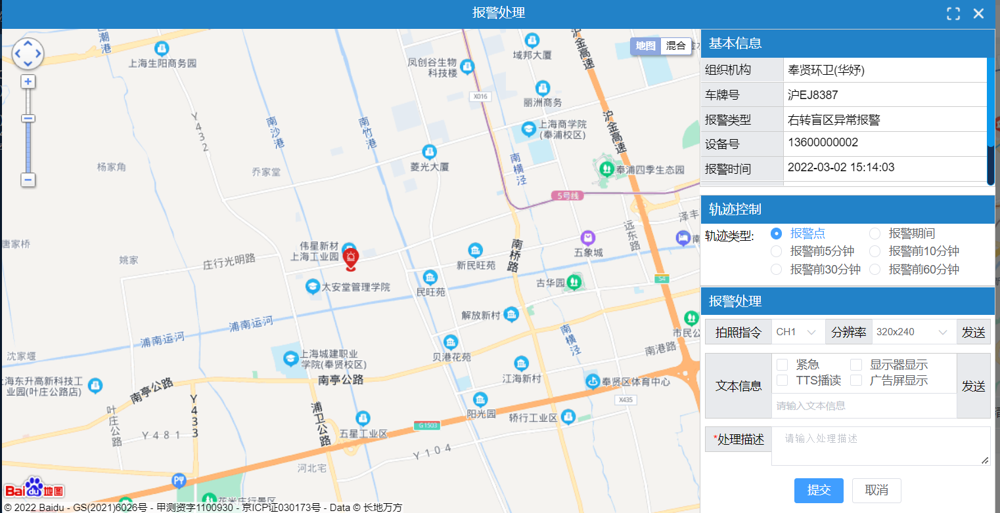 报警处理
潮港
上海生阳商务园
凤创谷生物
科技楼
域邦大厦
沪金高速
地图
混合
X016
丽洲商务
Y432
南沙港
南竹港
上海商学院
(奉浦校区)
沪金高速
杨家角
乔家堂
菱光大厦
南横泾
奉浦四季生态园
5号线
泽丰
远东路
唐家桥
伟星新材
上海工业园
五象城
南
姚家
庄行光明路
新民旺苑
南桥路
太安堂管理学院
民旺苑
古华园
S4
解放新村
浦南运河
浦南运河
南横泾
市民公
沈家堰
上海城建职业
学院(奉贤校区)
贝港花苑
南港路
上海东升高新科技工
业园(叶庄公路店)
南亭公路
南亭公路
江海新村
奉贤区体育中心
Y433
叶庄公路
浦卫公路
阳光园
X435
轿行工业区
Y481
五星工业区
G1503
Y104
河北宅
Baidu地图
花米庄行景区
© 2022 Baidu - GS(2021)6026号 - 甲测资字1100930 - 京ICP证030173号 - Data © 长地万方
基本信息
组织机构 奉贤环卫(华妤)
车牌号 沪EJ8387
报警类型 右转盲区异常报警
设备号 13600000002
报警时间 2022-03-02 15:14:03
轨迹控制
轨迹类型: 报警点 报警期间
报警前5分钟 报警前10分钟
报警前30分钟 报警前60分钟
报警处理
拍照指令 CH1 分辨率 320x240 发送
紧急 显示器显示
文本信息 TTS播读 广告屏显示 发送
请输入文本信息
*处理描述 请输入处理描述
提交 取消